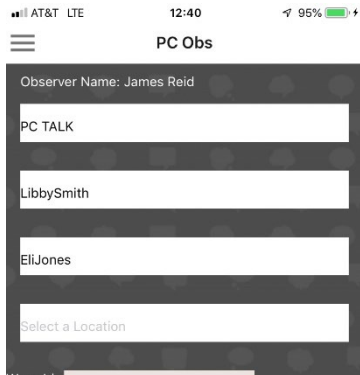 AT&T LTE 12:40 95%
PC Obs
Observer Name: James Reid
PC TALK
LibbySmith
EliJones
Select a Location